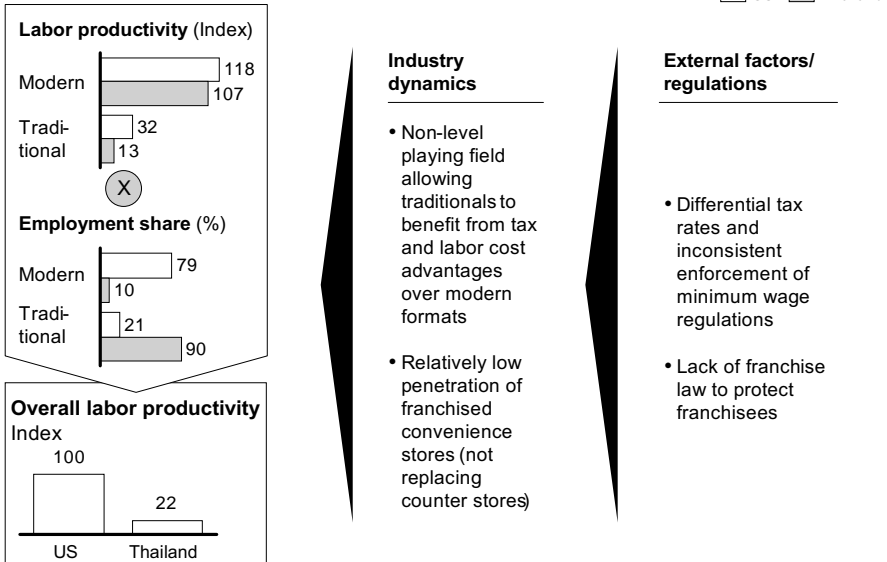 Labor productivity (Index)
Modern
118
107
Tradi-
tional
32
13
X
Employment share (%)
Modern
79
10
Tradi-
tional
21
90
Overall labor productivity
Index
100
22
US
Thailand
Industry
dynamics
• Non-level
playing field
allowing
traditionals to
benefit from tax
and labor cost
advantages
over modern
formats
• Relatively low
penetration of
franchised
convenience
stores (not
replacing
counter stores)
External factors/
regulations
• Differential tax
rates and
inconsistent
enforcement of
minimum wage
regulations
• Lack of franchise
law to protect
franchisees